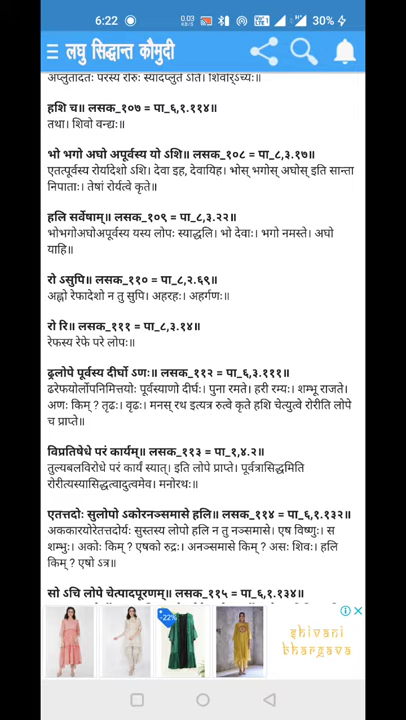 6:22
0.03 KB/s
30%
लघु सिद्धान्त कौमुदी
अप्लुतादतः परस्य रोरुः स्यादप्लुते ऽति। शिवोर्ऽच्यः॥
हशि च॥ लसक_१०७ = पा_६,१.११४॥
तथा। शिवो वन्द्यः॥
भो भगो अघो अपूर्वस्य यो ऽशि॥ लसक_१०८ = पा_८,३.१७॥
एतत्पूर्वस्य रोर्यादेशो ऽशि। देवा इह, देवायिह। भोस् भगोस् अघोस् इति सान्ता
निपाताः। तेषां रोर्यत्वे कृते॥
हलि सर्वेषाम्॥ लसक_१०९ = पा_८,३.२२॥
भोभगोअघोअपूर्वस्य यस्य लोपः स्याद्धलि। भो देवाः। भगो नमस्ते। अघो
याहि॥
रो ऽसुपि॥ लसक_११० = पा_८,२.६९॥
अह्नो रेफादेशो न तु सुपि। अहरहः। अहर्गणः॥
रो रि॥ लसक_१११ = पा_८,३.१४॥
रेफस्य रेफे परे लोपः॥
ढ्रलोपे पूर्वस्य दीर्घो ऽणः॥ लसक_११२ = पा_६,३.१११॥
ढरेफयोर्लोपनिमित्तयोः पूर्वस्याणो दीर्घः। पुना रमते। हरी रम्यः। शम्भू राजते।
अणः किम् ? तृढः। वृढः। मनस् रथ इत्यत्र रुत्वे कृते हशि चेत्युत्वे रोरीति लोपे
च प्राप्ते॥
विप्रतिषेधे परं कार्यम्॥ लसक_११३ = पा_१,४.२॥
तुल्यबलविरोधे परं कार्यं स्यात्। इति लोपे प्राप्ते। पूर्वत्रासिद्धमिति
रोरीत्यस्यासिद्धत्वादुत्वमेव। मनोरथः॥
एतत्तदोः सुलोपो ऽकोरनञ्समासे हलि॥ लसक_११४ = पा_६,१.१३२॥
अककारयोरेतत्तदोर्यः सुस्तस्य लोपो हलि न तु नञ्समासे। एष विष्णुः। स
शम्भुः। अकोः किम् ? एषको रुद्रः। अनञ्समासे किम् ? असः शिवः। हलि
किम् ? एषो ऽत्र॥
सो ऽचि लोपे चेत्पादपूरणम्॥ लसक_११५ = पा_६,१.१३४॥
-22%
shivani
bhargava